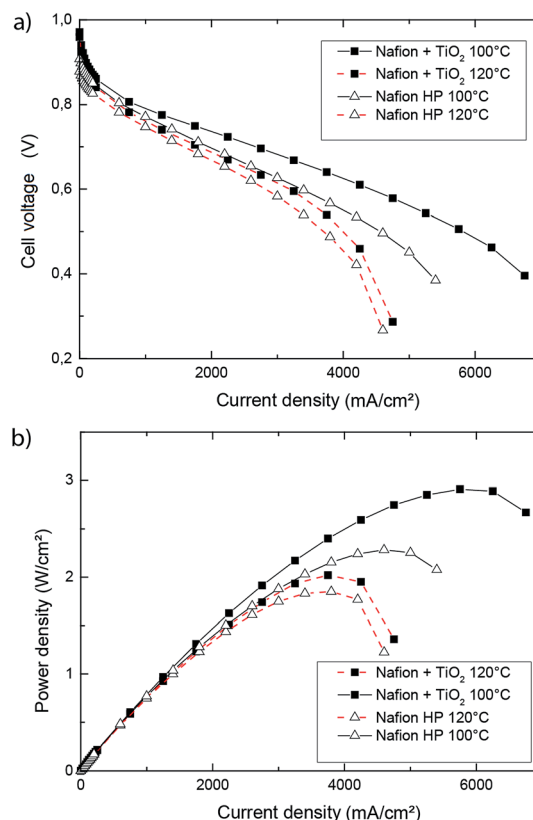 a)
1,0
0,8
0,6
0,4
0,2
Cell voltage (V)
Nafion + TiO₂ 100°C
Nafion + TiO₂ 120°C
Nafion HP 100°C
Nafion HP 120°C
0 2000 4000 6000
Current density (mA/cm²)
b)
3
2
1
0
Power density (W/cm²)
Nafion + TiO₂ 120°C
Nafion + TiO₂ 100°C
Nafion HP 120°C
Nafion HP 100°C
0 2000 4000 6000
Current density (mA/cm²)